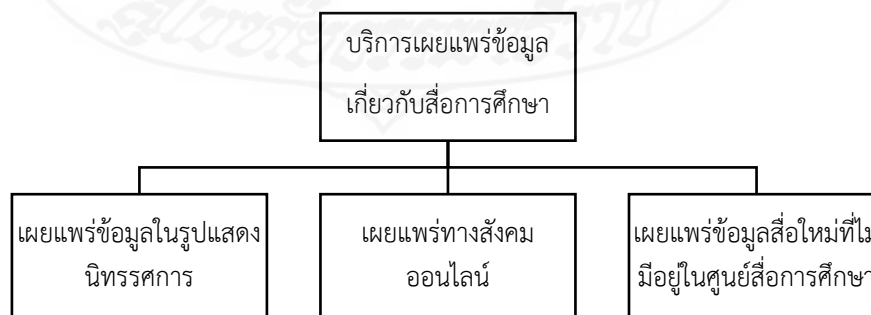 บริการเผยแพร่ข้อมูล
เกี่ยวกับสื่อการศึกษา
เผยแพร่ข้อมูลในรูปแสดง
นิทรรศการ
เผยแพร่ทางสังคม
ออนไลน์
เผยแพร่ข้อมูลสื่อใหม่ที่ไม
มีอยู่ในศูนย์สื่อการศึกษา